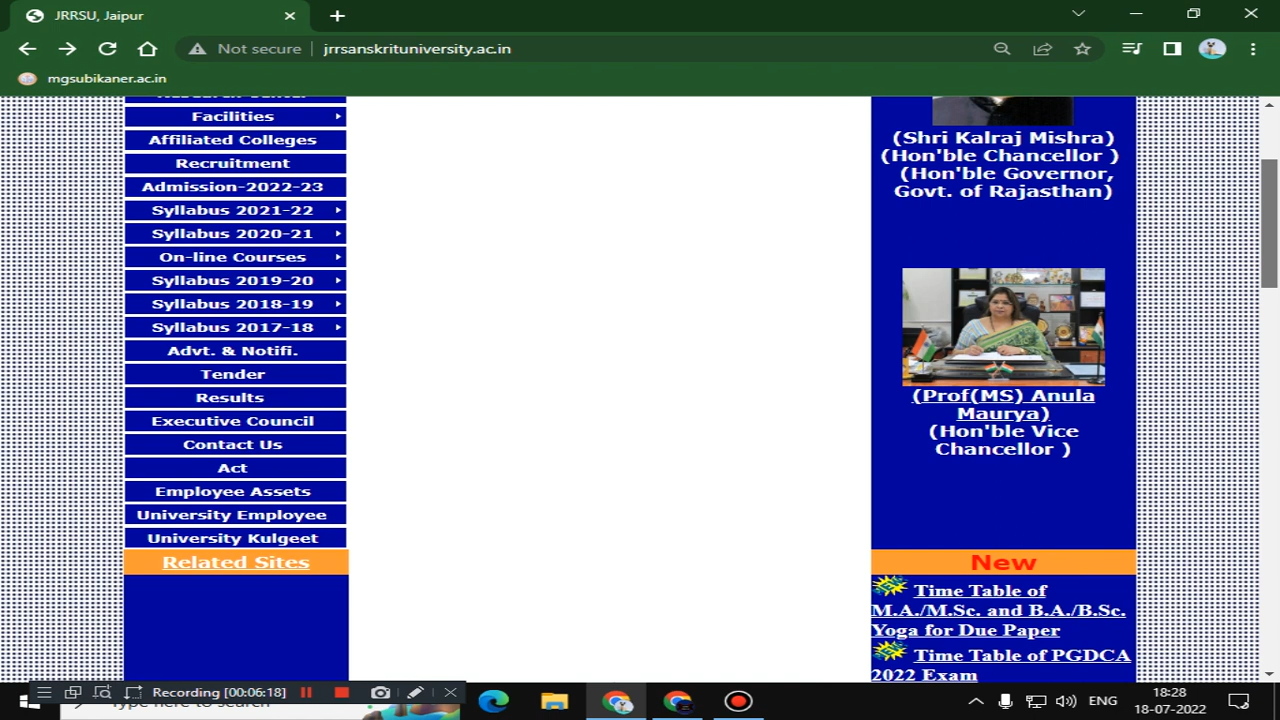 JRRSU, Jaipur
Not secure
jrrsanskrituniversity.ac.in
mgsubikaner.ac.in
Facilities
Affiliated Colleges
Recruitment
Admission-2022-23
Syllabus 2021-22
Syllabus 2020-21
On-line Courses
Syllabus 2019-20
Syllabus 2018-19
Syllabus 2017-18
Advt. & Notifi.
Tender
Results
Executive Council
Contact Us
Act
Employee Assets
University Employee
University Kulgeet
Related Sites
(Shri Kalraj Mishra)
(Hon'ble Chancellor )
(Hon'ble Governor,
Govt. of Rajasthan)
(Prof(MS) Anula
Maurya)
(Hon'ble Vice
Chancellor )
New
Time Table of
M.A./M.Sc. and B.A./B.Sc.
Yoga for Due Paper
Time Table of PGDCA
2022 Exam
Recording [00:06:18]
Type here to search
ENG
18:28
18-07-2022